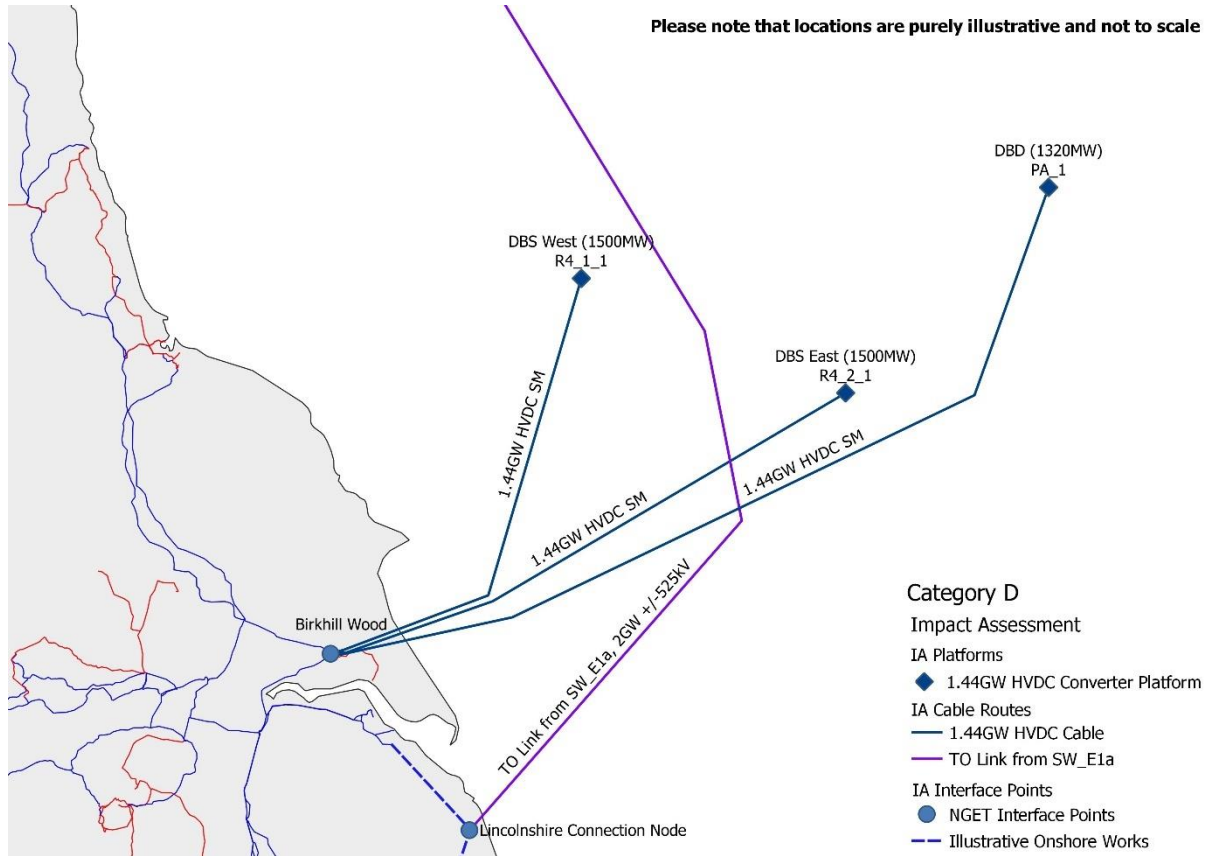 Please note that locations are purely illustrative and not to scale
DBD (1320MW)
PA_1
DBS West (1500MW)
R4_1_1
DBS East (1500MW)
R4_2_1
1.44GW HVDC SM
1.44GW HVDC SM
1.44GW HVDC SM
Birkhill Wood
TO Link from SW_E1a, 2GW +/-525kV
Lincolnshire Connection Node
Category D
Impact Assessment
IA Platforms
1.44GW HVDC Converter Platform
IA Cable Routes
1.44GW HVDC Cable
TO Link from SW_E1a
IA Interface Points
NGET Interface Points
Illustrative Onshore Works